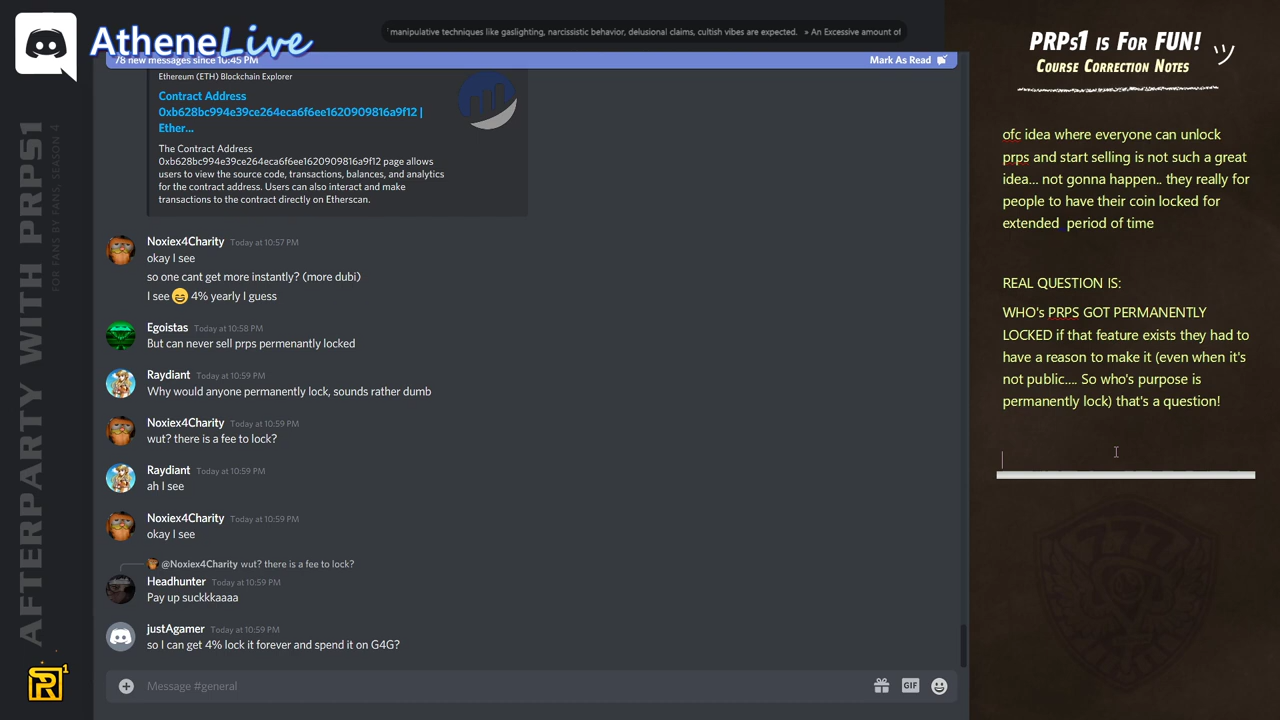 AtheneLive
manipulative techniques like gaslighting, narcissistic behavior, delusional claims, cultish vibes are expected.   » An Excessive amount of
78 new messages since 10:45 PM
Mark As Read
Ethereum (ETH) Blockchain Explorer
Contract Address
0xb628bc994e39ce264eca6f6ee1620909816a9f12 |
Ether...
The Contract Address
0xb628bc994e39ce264eca6f6ee1620909816a9f12 page allows
users to view the source code, transactions, balances, and analytics
for the contract address. Users can also interact and make
transactions to the contract directly on Etherscan.
Noxiex4Charity Today at 10:57 PM
okay I see
so one cant get more instantly? (more dubi)
I see 😄 4% yearly I guess
Egoistas Today at 10:58 PM
But can never sell prps permenantly locked
Raydiant Today at 10:59 PM
Why would anyone permanently lock, sounds rather dumb
Noxiex4Charity Today at 10:59 PM
wut? there is a fee to lock?
Raydiant Today at 10:59 PM
ah I see
Noxiex4Charity Today at 10:59 PM
okay I see
@Noxiex4Charity wut? there is a fee to lock?
Headhunter Today at 10:59 PM
Pay up suckkkaaaa
justAgamer Today at 10:59 PM
so I can get 4% lock it forever and spend it on G4G?
Message #general
GIF
AFTERPARTY WITH PRPS1
FOR FANS BY FANS, SEASON 4
R1
PRPs1 is For FUN!
Course Correction Notes
ツ
ofc idea where everyone can unlock
prps and start selling is not such a great
idea... not gonna happen.. they really for
people to have their coin locked for
extended  period of time
REAL QUESTION IS:
WHO's PRPS GOT PERMANENTLY
LOCKED if that feature exists they had to
have a reason to make it (even when it's
not public.... So who's purpose is
permanently lock) that's a question!
777